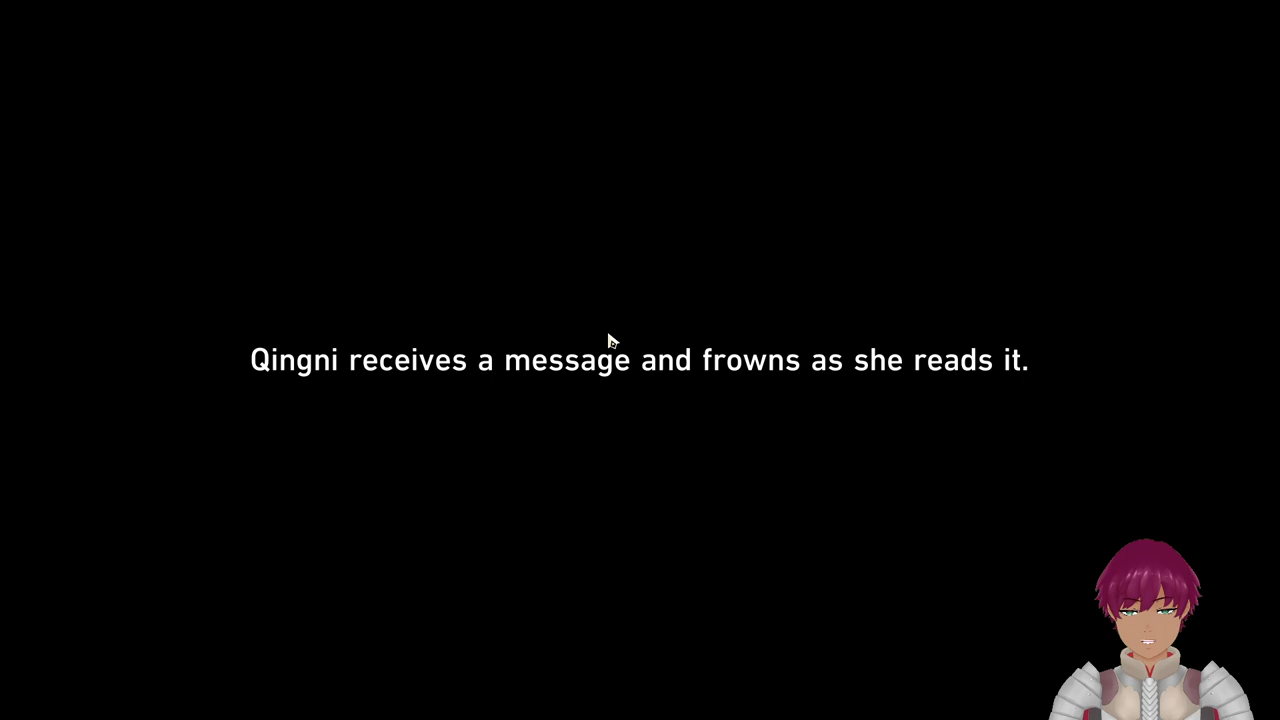 Qingni receives a message and frowns as she reads it.